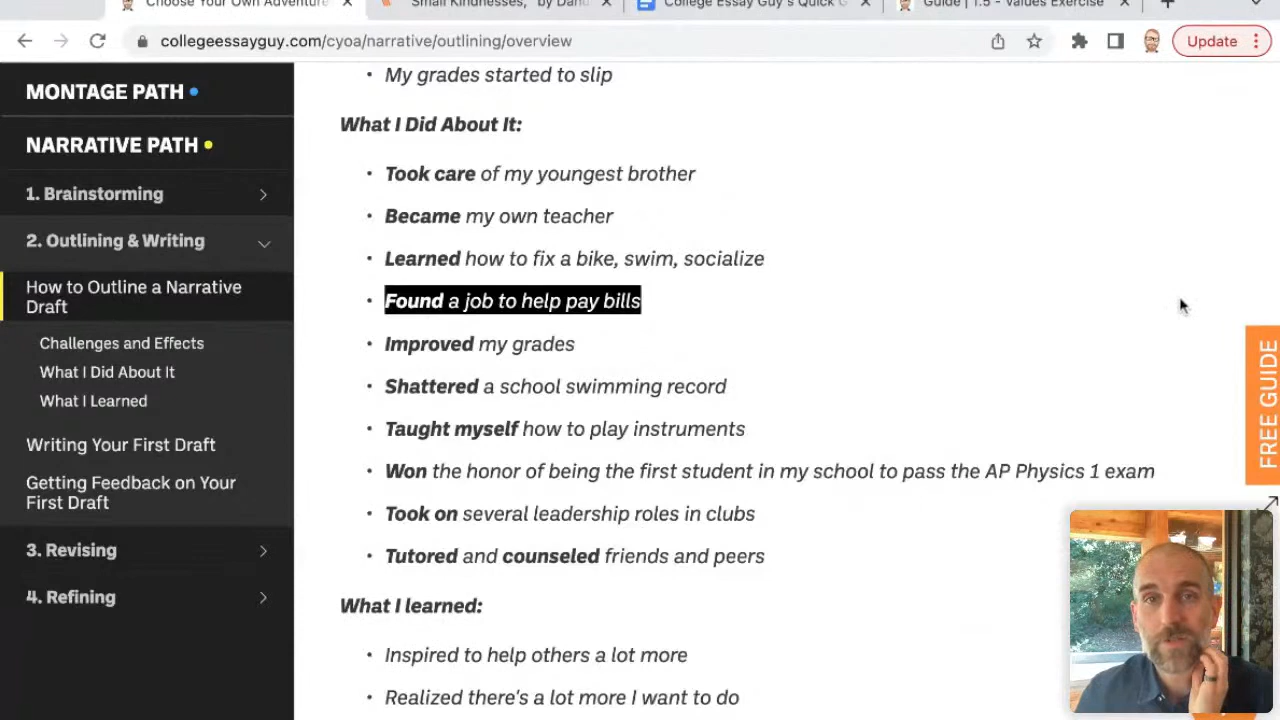 Choose Your Own Adventure
Small Kindnesses," by Danu
College Essay Guy's Quick G
Guide | 1.5 - Values Exercise
collegeessayguy.com/cyoa/narrative/outlining/overview
Update
MONTAGE PATH
NARRATIVE PATH
1. Brainstorming
2. Outlining & Writing
How to Outline a Narrative
Draft
Challenges and Effects
What I Did About It
What I Learned
Writing Your First Draft
Getting Feedback on Your
First Draft
3. Revising
4. Refining
• My grades started to slip
What I Did About It:
• Took care of my youngest brother
• Became my own teacher
• Learned how to fix a bike, swim, socialize
• Found a job to help pay bills
• Improved my grades
• Shattered a school swimming record
• Taught myself how to play instruments
• Won the honor of being the first student in my school to pass the AP Physics 1 exam
• Took on several leadership roles in clubs
• Tutored and counseled friends and peers
What I learned:
• Inspired to help others a lot more
• Realized there's a lot more I want to do
FREE GUIDE